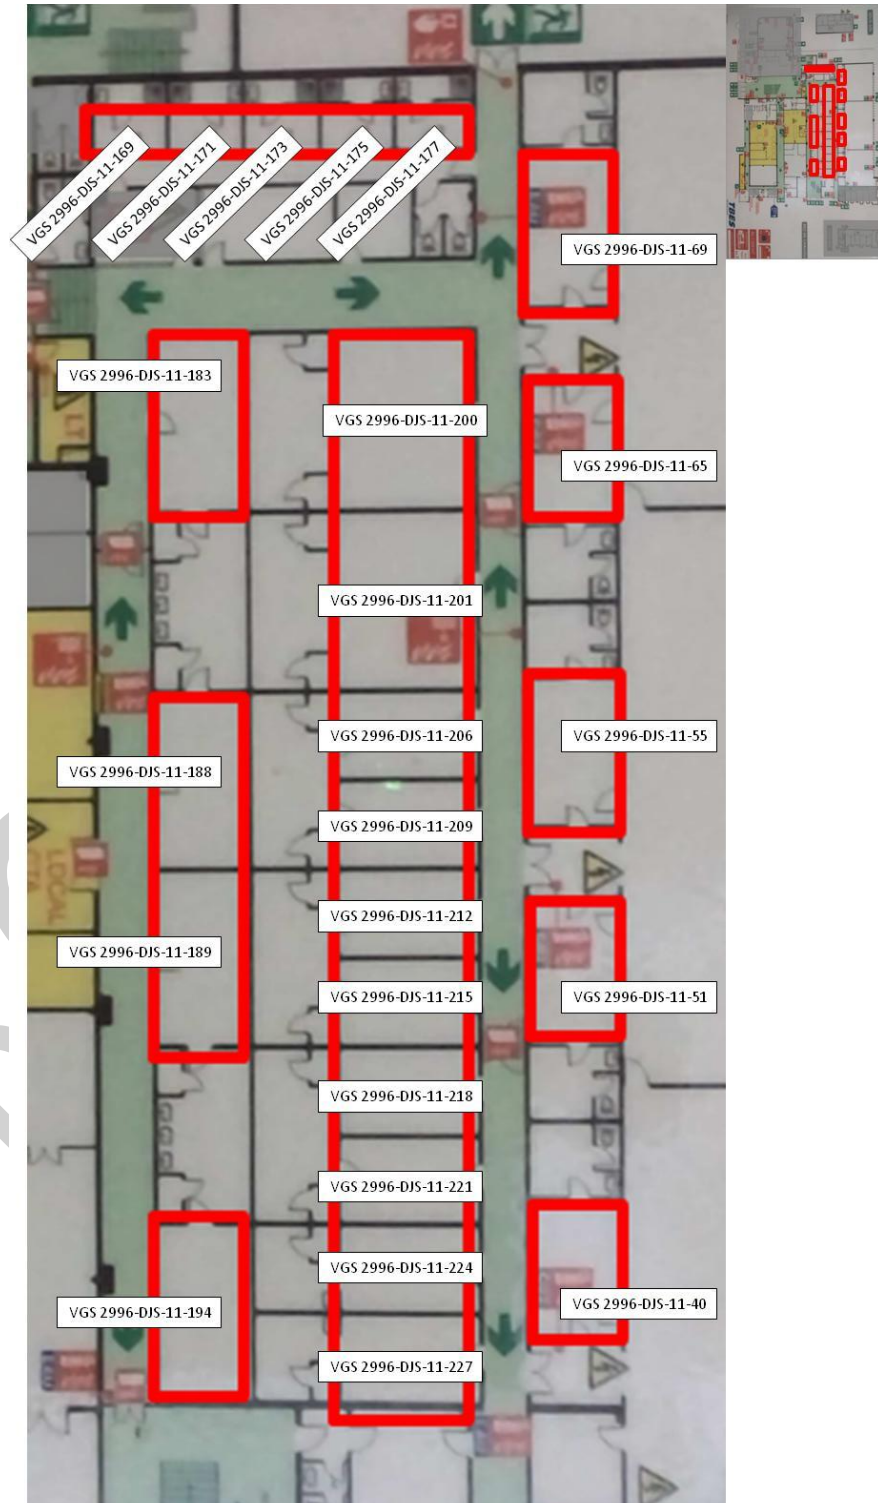 VGS 2996-DJS-11-169
VGS 2996-DJS-11-171
VGS 2996-DJS-11-173
VGS 2996-DJS-11-175
VGS 2996-DJS-11-177
VGS 2996-DJS-11-69
VGS 2996-DJS-11-183
LT
VGS 2996-DJS-11-200
VGS 2996-DJS-11-65
VGS 2996-DJS-11-201
VGS 2996-DJS-11-206
VGS 2996-DJS-11-55
VGS 2996-DJS-11-188
VGS 2996-DJS-11-209
LOCAL
CTA
VGS 2996-DJS-11-212
VGS 2996-DJS-11-189
VGS 2996-DJS-11-215
VGS 2996-DJS-11-51
VGS 2996-DJS-11-218
VGS 2996-DJS-11-221
VGS 2996-DJS-11-224
VGS 2996-DJS-11-194
VGS 2996-DJS-11-40
VGS 2996-DJS-11-227